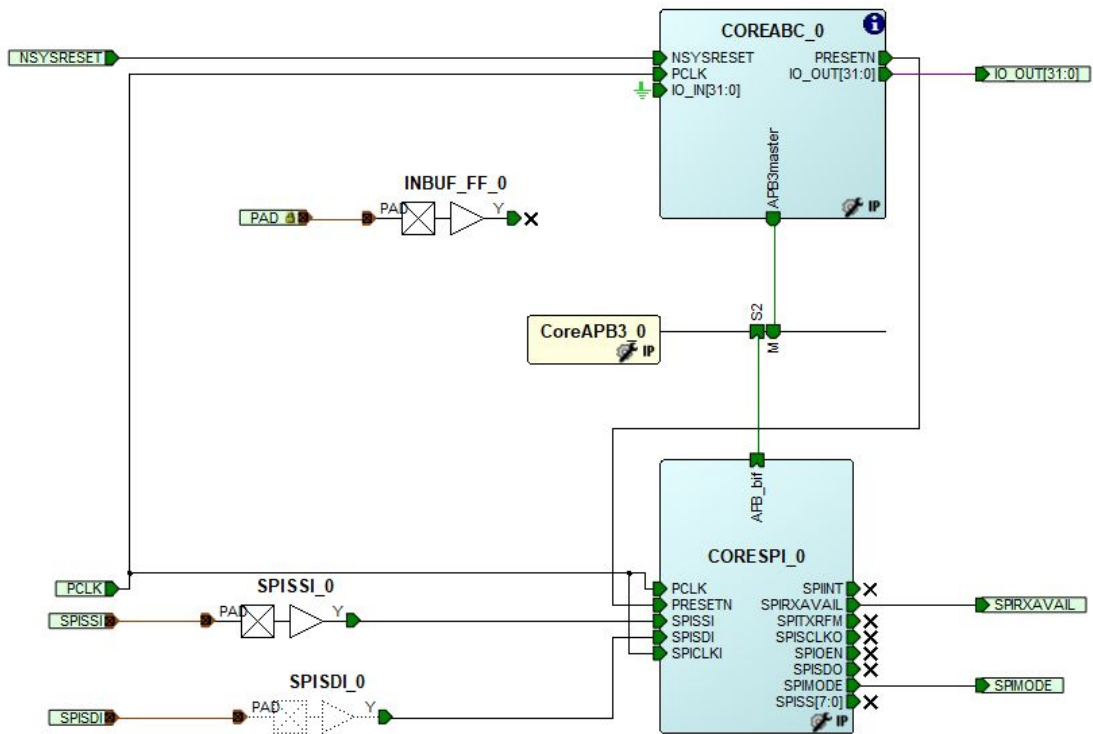 COREABC_0
NSYSRESET
NSYSRESET
PCLK
IO_IN[31:0]
PRESETN
IO_OUT[31:0]
IO_OUT[31:0]
APB3master
INBUF_FF_0
PAD
PAD
Y
S2
M
CoreAPB3_0
IP
IP
APB_bif
CORESPI_0
PCLK
SPISSI_0
SPISSI
PAD
Y
SPISDI_0
SPISDI
PAD
Y
PCLK
PRESETN
SPISSI
SPISDI
SPICLKI
SPIINT
SPIRXAVAIL
SPITXRFM
SPISCLKO
SPIOEN
SPISDO
SPIMODE
SPISS[7:0]
SPIRXAVAIL
SPIMODE
IP